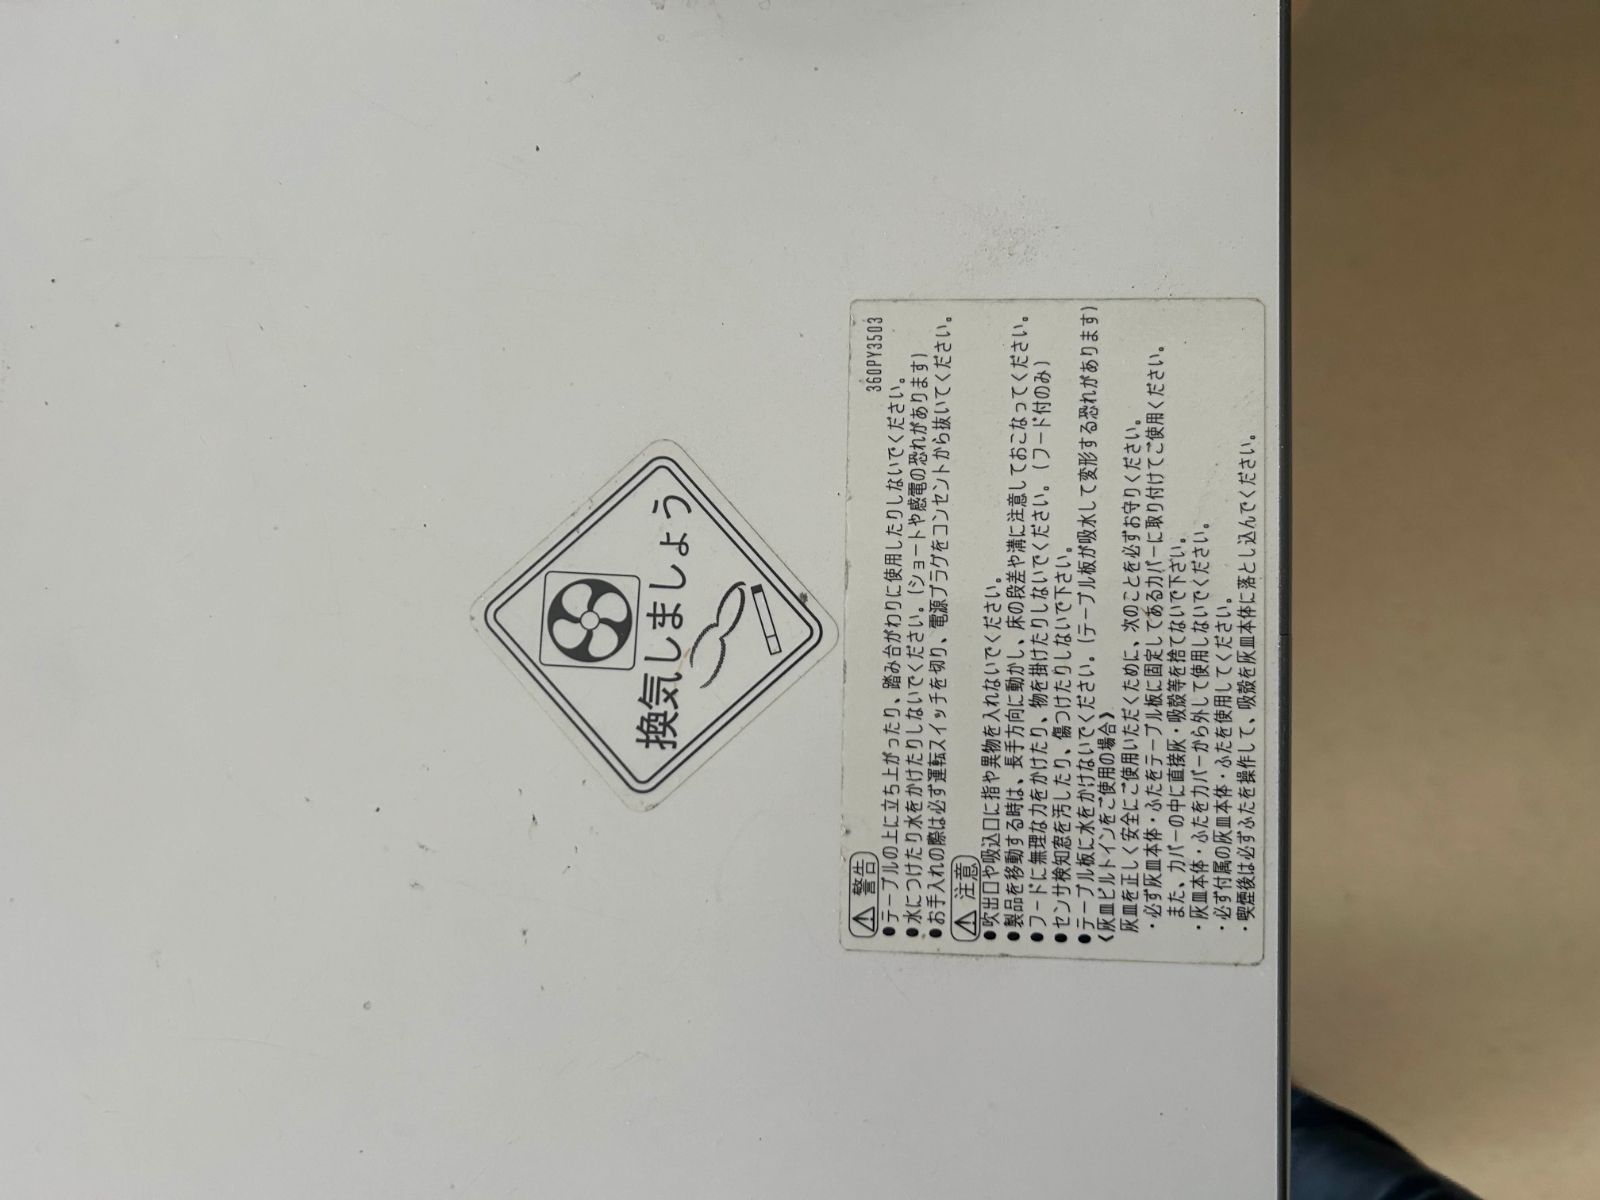 換気しましょう
360PY3503
⚠警告
●テーブルの上に立ち上がったり、踏み台がわりに使用したりしないでください。
●水につけたり水をかけたりしないでください。(ショートや感電の恐れがあります)
●お手入れの際は必ず運転スイッチを切り、電源プラグをコンセントから抜いてください。
⚠注意
●吹出口や吸込口に指や異物を入れないでください。
●製品を移動する時は、長手方向に動かし、床の段差や溝に注意しておこなってください。
●フードに無理な力をかけたり、物を掛けたりしないでください。(フード付のみ)
●センサ検知窓を汚したり、傷つけたりしないで下さい。
●テーブル板に水をかけないでください。(テーブル板が吸水して変形する恐れがあります)
《灰皿ビルトインをご使用の場合》
灰皿を正しく安全にご使用いただくために、次のことを必ずお守りください。
・必ず灰皿本体・ふたをテーブル板に固定してあるカバーに取り付けてご使用ください。
また、カバーの中に直接灰・吸殻等を捨てないで下さい。
・灰皿本体・ふたをカバーから外して使用しないでください。
・必ず付属の灰皿本体・ふたを使用してください。
・喫煙後は必ずふたを操作して、吸殻を灰皿本体に落とし込んでください。